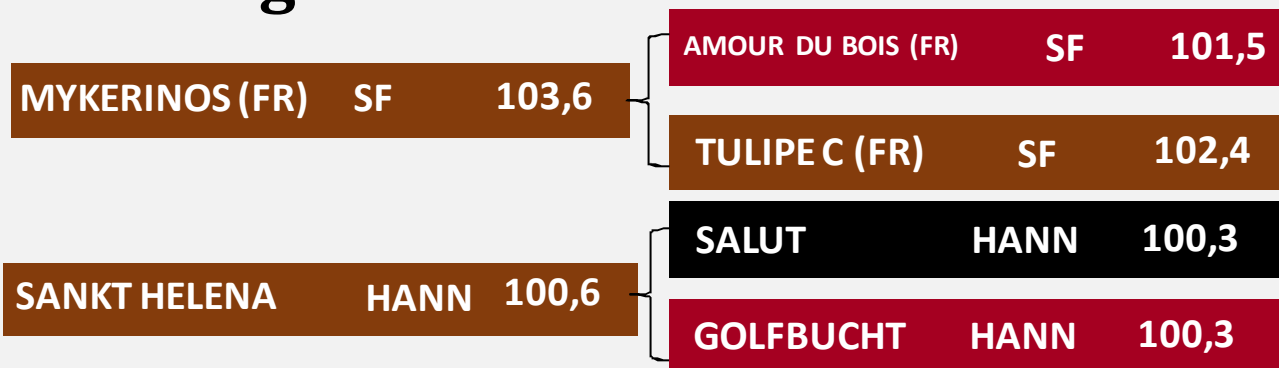 AMOUR DU BOIS (FR) SF 101,5
MYKERINOS (FR) SF 103,6
TULIPE C (FR) SF 102,4
SALUT HANN 100,3
SANKT HELENA HANN 100,6
GOLFBUCHT HANN 100,3